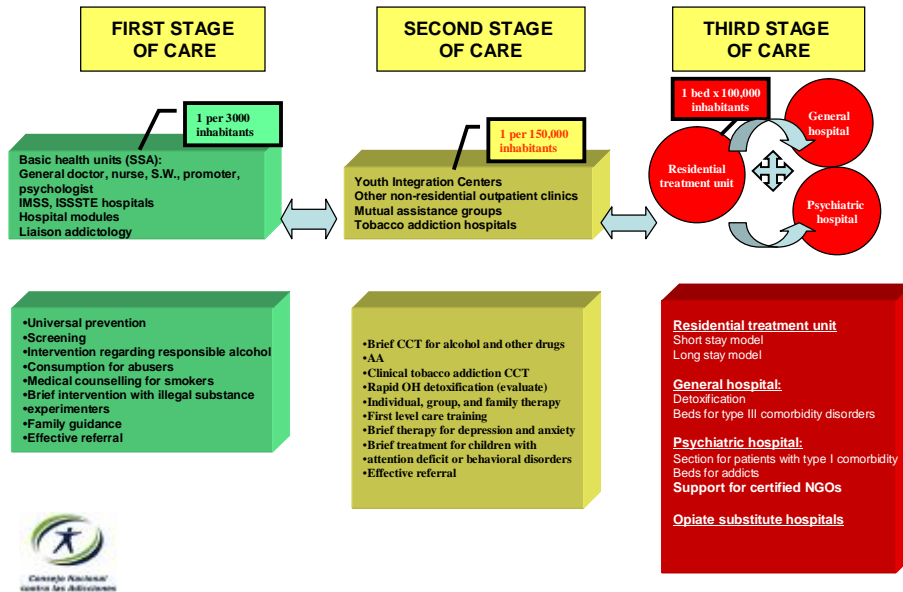 FIRST STAGE
OF CARE
SECOND STAGE
OF CARE
THIRD STAGE
OF CARE
1 per 3000
inhabitants
Basic health units (SSA):
General doctor, nurse, S.W., promoter,
psychologist
IMSS, ISSSTE hospitals
Hospital modules
Liaison addictology
1 per 150,000
inhabitants
Youth Integration Centers
Other non-residential outpatient clinics
Mutual assistance groups
Tobacco addiction hospitals
1 bed x 100,000
inhabitants
General
hospital
Residential
treatment unit
Psychiatric
hospital
•Universal prevention
•Screening
•Intervention regarding responsible alcohol
•Consumption for abusers
•Medical counselling for smokers
•Brief intervention with illegal substance
•experimenters
•Family guidance
•Effective referral
•Brief CCT for alcohol and other drugs
•AA
•Clinical tobacco addiction CCT
•Rapid OH detoxification (evaluate)
•Individual, group, and family therapy
•First level care training
•Brief therapy for depression and anxiety
•Brief treatment for children with
•attention deficit or behavioral disorders
•Effective referral
Residential treatment unit
Short stay model
Long stay model
General hospital:
Detoxification
Beds for type III comorbidity disorders
Psychiatric hospital:
Section for patients with type I comorbidity
Beds for addicts
Support for certified NGOs
Opiate substitute hospitals
Consejo Nacional
contra las Adicciones